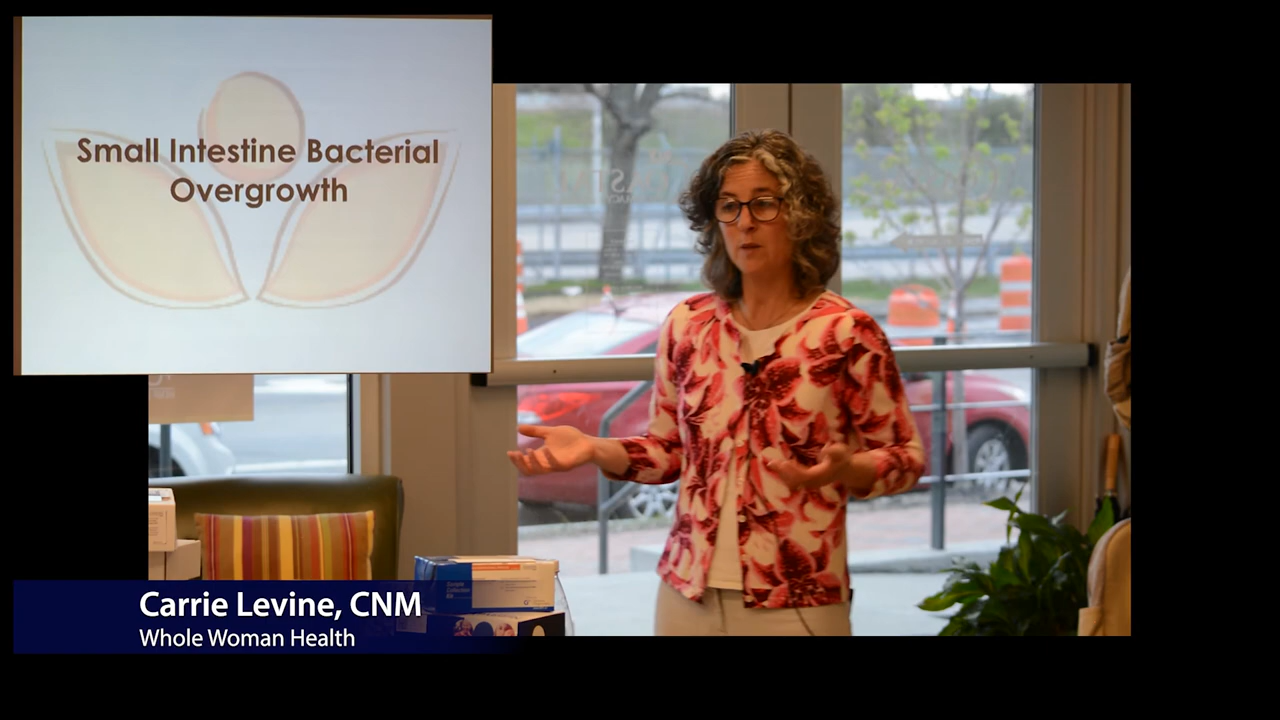 Small Intestine Bacterial
Overgrowth
Carrie Levine, CNM
Whole Woman Health